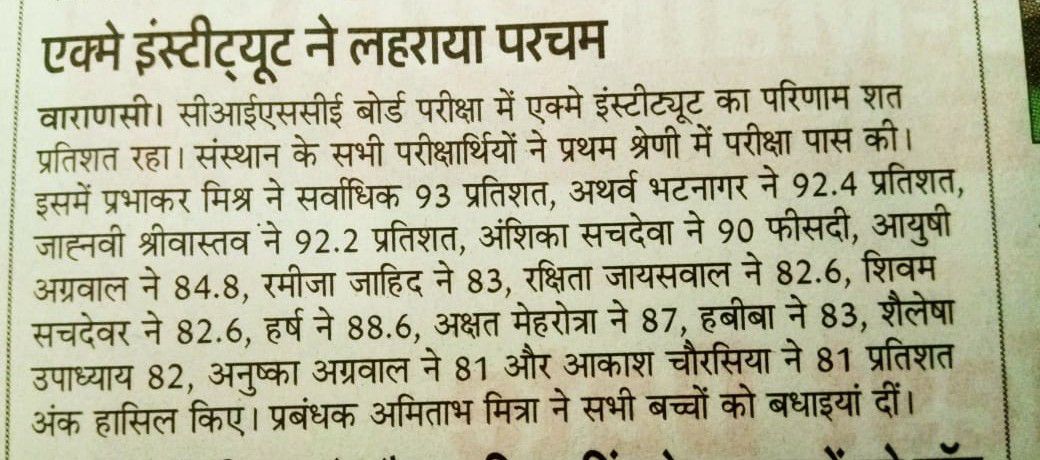 एक्मे इंस्टीट्यूट ने लहराया परचम
वाराणसी। सीआईएससीई बोर्ड परीक्षा में एक्मे इंस्टीट्यूट का परिणाम शत
प्रतिशत रहा। संस्थान के सभी परीक्षार्थियों ने प्रथम श्रेणी में परीक्षा पास की।
इसमें प्रभाकर मिश्र ने सर्वाधिक 93 प्रतिशत, अथर्व भटनागर ने 92.4 प्रतिशत,
जाह्नवी श्रीवास्तव ने 92.2 प्रतिशत, अंशिका सचदेवा ने 90 फीसदी, आयुषी
अग्रवाल ने 84.8, रमीजा जाहिद ने 83, रक्षिता जायसवाल ने 82.6, शिवम
सचदेवर ने 82.6, हर्ष ने 88.6, अक्षत मेहरोत्रा ने 87, हबीबा ने 83, शैलेषा
उपाध्याय 82, अनुष्का अग्रवाल ने 81 और आकाश चौरसिया ने 81 प्रतिशत
अंक हासिल किए। प्रबंधक अमिताभ मित्रा ने सभी बच्चों को बधाइयां दीं।